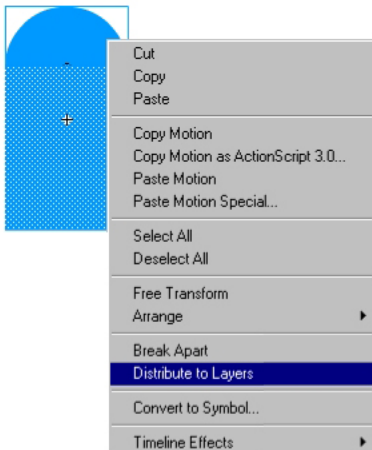 Cut
Copy
Paste
Copy Motion
Copy Motion as ActionScript 3.0...
Paste Motion
Paste Motion Special...
Select All
Deselect All
Free Transform
Arrange
Break Apart
Distribute to Layers
Convert to Symbol...
Timeline Effects